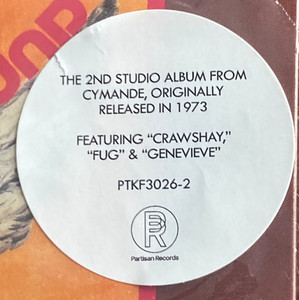 THE 2ND STUDIO ALBUM FROM
CYMANDE, ORIGINALLY
RELEASED IN 1973
FEATURING “CRAWSHAY,”
“FUG” & “GENEVIEVE”
PTKF3026-2
Partisan Records